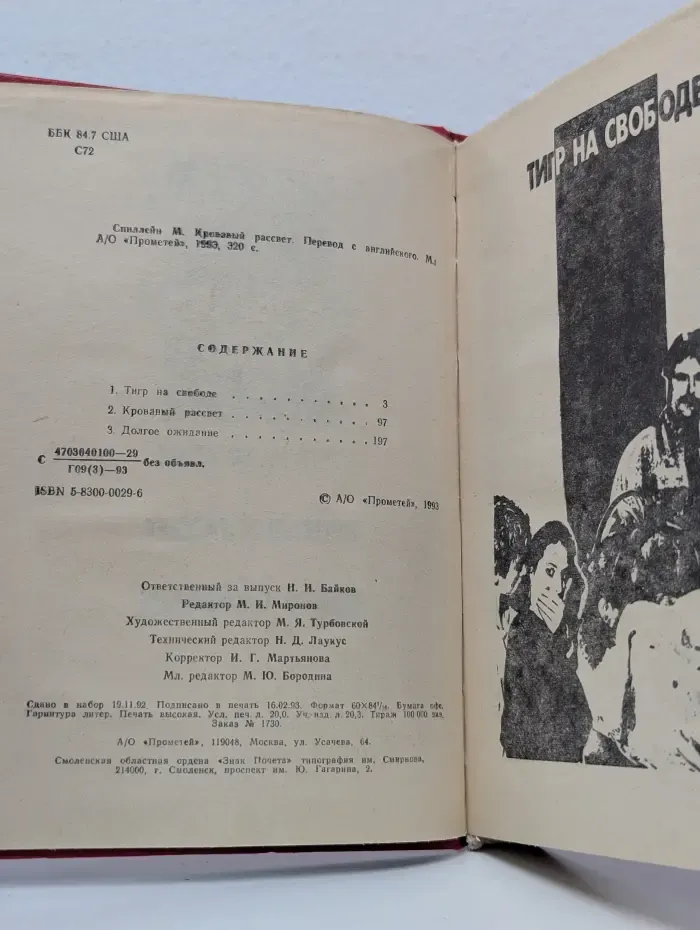 ББК 84.7 США
С72
Спиллейн М. Кровавый рассвет. Перевод с английского. М.:
А/О «Прометей», 1993, 320 с.
СОДЕРЖАНИЕ
1. Тигр на свободе . . . . . . . . . . . 3
2. Кровавый рассвет . . . . . . . . . . . 97
3. Долгое ожидание . . . . . . . . . . . 197
С 4703040100—29
Г09(3)—93 без объявл.
ISBN 5-8300-0029-6
© А/О «Прометей», 1993
Ответственный за выпуск Н. И. Байков
Редактор М. И. Миронов
Художественный редактор М. Я. Турбовской
Технический редактор Н. Д. Лаукус
Корректор И. Г. Мартьянова
Мл. редактор М. Ю. Бородина
Сдано в набор 19.11.92. Подписано в печать 16.02.93. Формат 60×84 1/16. Бумага офс.
Гарнитура литер. Печать высокая. Усл. печ л. 20,0. Уч.-изд. л. 20,3. Тираж 100 000 экз.
Заказ № 1730.
А/О «Прометей», 119048, Москва, ул. Усачева, 64.
Смоленская областная ордена «Знак Почета» типография им. Смирнова,
214000, г. Смоленск, проспект им. Ю. Гагарина, 2.
ТИГР НА СВОБОДЕ